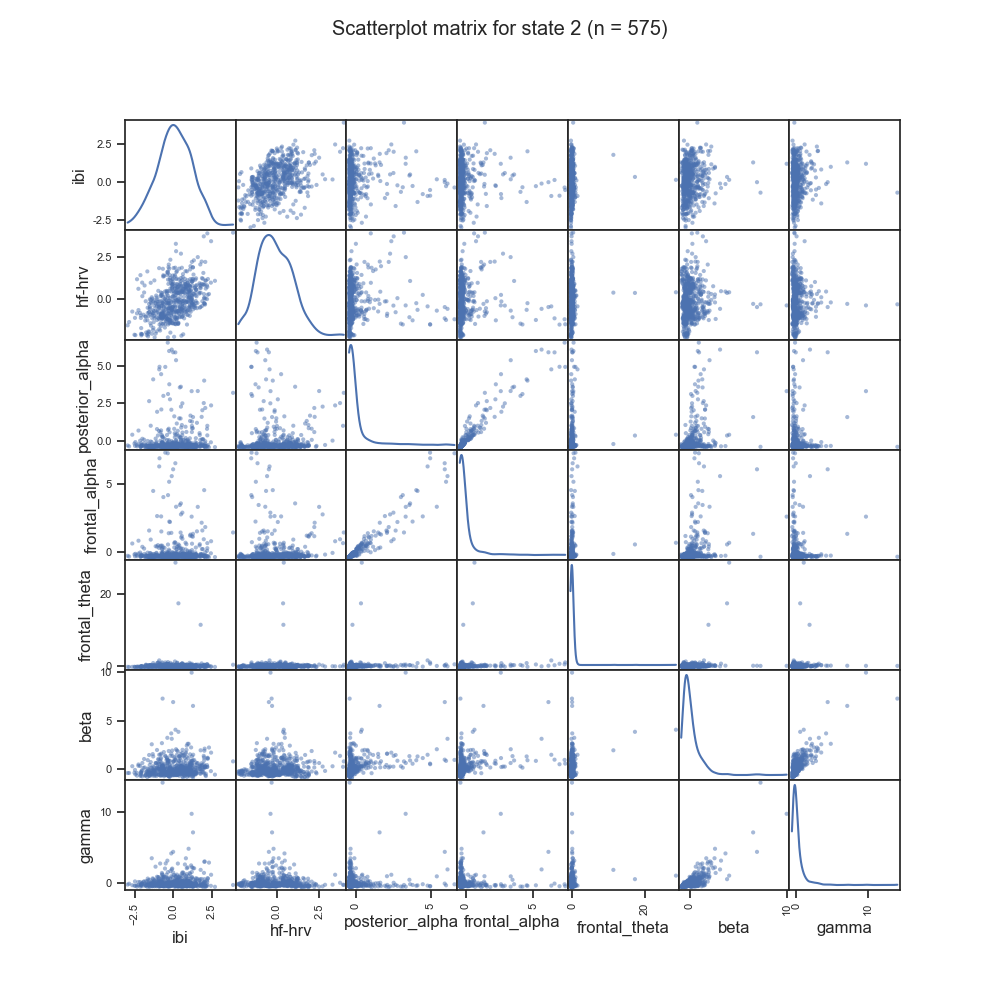 Scatterplot matrix for state 2 (n = 575)
ibi
2.5
0.0
−2.5
hf-hrv
2.5
0.0
posterior_alpha
5.0
2.5
0.0
frontal_alpha
5
0
frontal_theta
20
0
beta
10
5
0
gamma
10
0
−2.5 0.0 2.5 0.0 2.5 0 5 0 5 0 20 0 10 0 10
ibi hf-hrv posterior_alpha frontal_alpha frontal_theta beta gamma